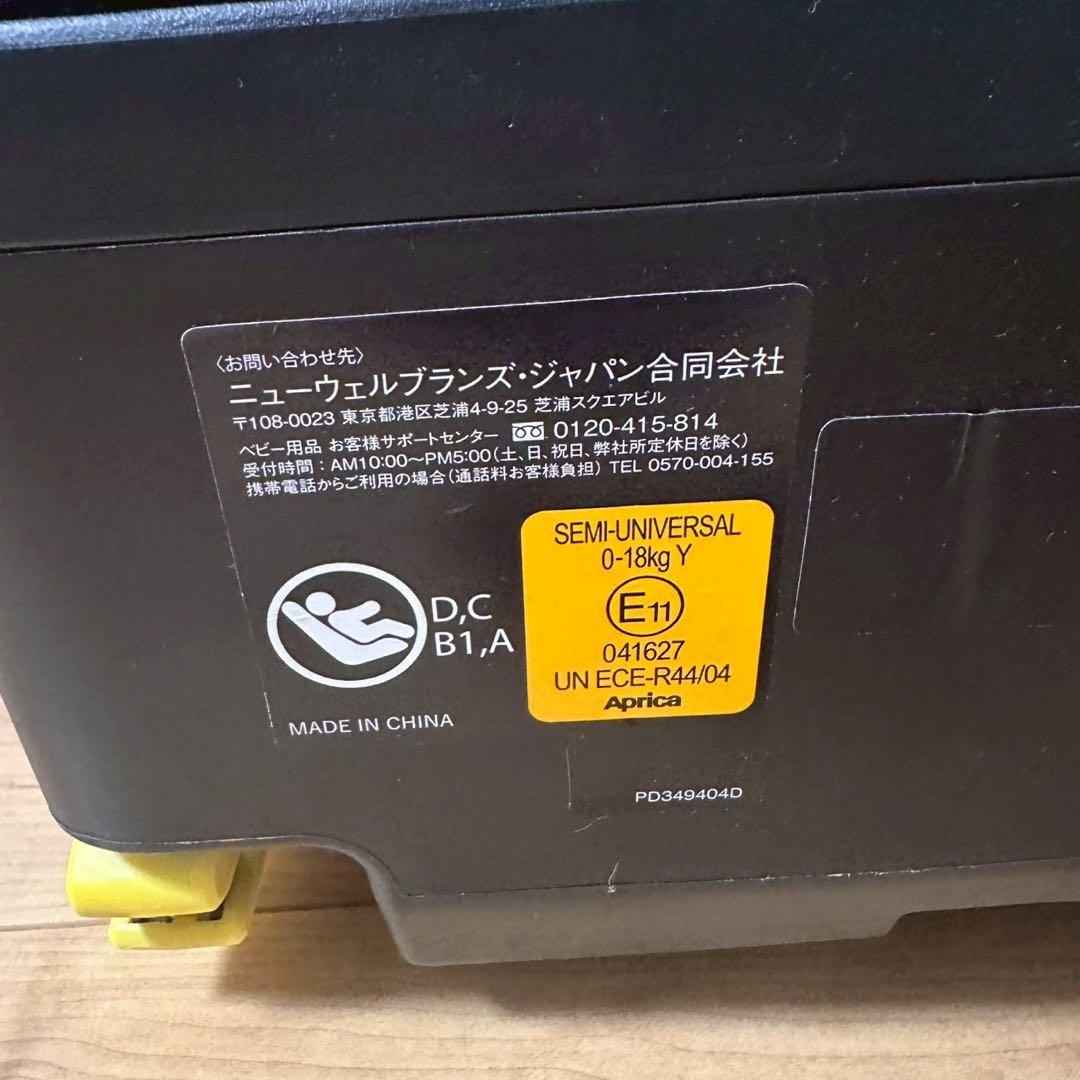 〈お問い合わせ先〉
ニューウェルブランズ・ジャパン合同会社
〒108-0023 東京都港区芝浦4-9-25 芝浦スクエアビル
ベビー用品 お客様サポートセンター 0120-415-814
受付時間：AM10:00〜PM5:00(土、日、祝日、弊社所定休日を除く)
携帯電話からご利用の場合(通話料お客様負担) TEL 0570-004-155
D,C
B1,A
MADE IN CHINA
SEMI-UNIVERSAL
0-18kg Y
E11
041627
UN ECE-R44/04
Aprica
PD349404D